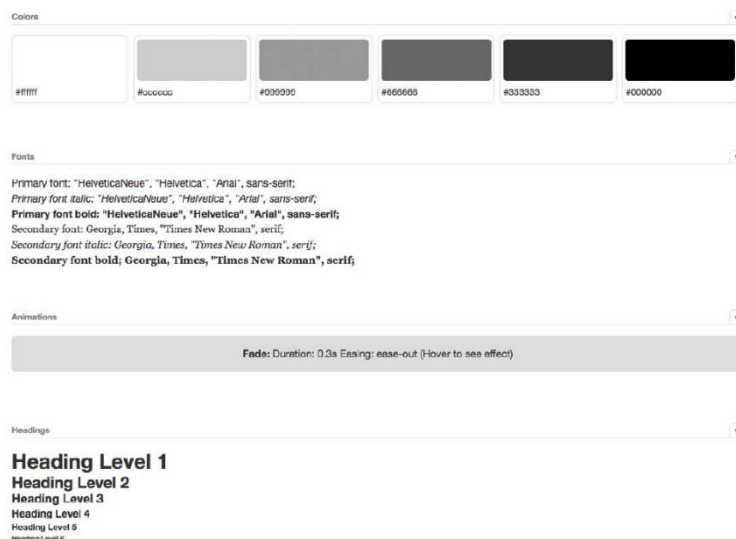 Colors
#ffffff
#cccccc
#999999
#666666
#333333
#000000
Fonts
Primary font: "HelveticaNeue", "Helvetica", "Arial", sans-serif;
Primary font italic: "HelveticaNeue", "Helvetica", "Arial", sans-serif;
Primary font bold: "HelveticaNeue", "Helvetica", "Arial", sans-serif;
Secondary font: Georgia, Times, "Times New Roman", serif;
Secondary font italic: Georgia, Times, "Times New Roman", serif;
Secondary font bold; Georgia, Times, "Times New Roman", serif;
Animations
Fade: Duration: 0.3s Easing: ease-out (Hover to see effect)
Headings
Heading Level 1
Heading Level 2
Heading Level 3
Heading Level 4
Heading Level 5
Heading Level 6